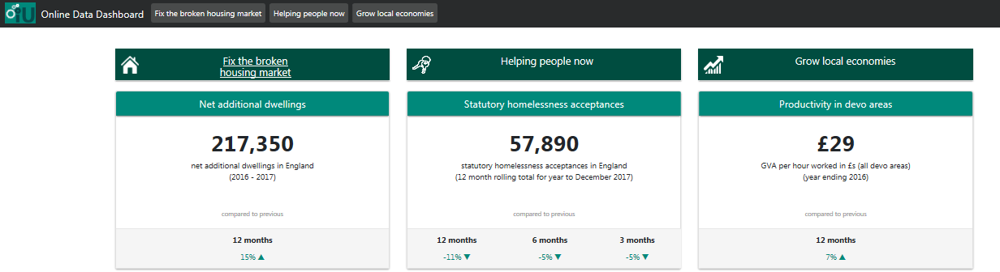 iU Online Data Dashboard Fix the broken housing market Helping people now Grow local economies
Fix the broken
housing market
Helping people now
Grow local economies
Net additional dwellings
217,350
net additional dwellings in England
(2016 - 2017)
compared to previous
12 months
15% ▲
Statutory homelessness acceptances
57,890
statutory homelessness acceptances in England
(12 month rolling total for year to December 2017)
compared to previous
12 months 6 months 3 months
-11% ▼ -5% ▼ -5% ▼
Productivity in devo areas
£29
GVA per hour worked in £s (all devo areas)
(year ending 2016)
compared to previous
12 months
7% ▲